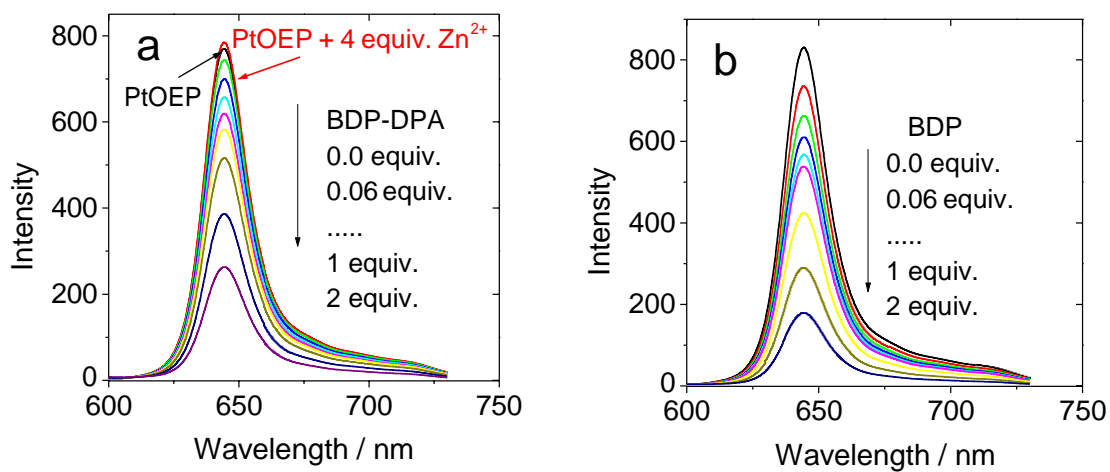 a
PtOEP + 4 equiv. Zn²⁺
PtOEP
BDP-DPA
0.0 equiv.
0.06 equiv.
.....
1 equiv.
2 equiv.
800
600
400
200
0
600
650
700
750
Intensity
Wavelength / nm
b
BDP
0.0 equiv.
0.06 equiv.
.....
1 equiv.
2 equiv.
800
600
400
200
0
600
650
700
750
Intensity
Wavelength / nm